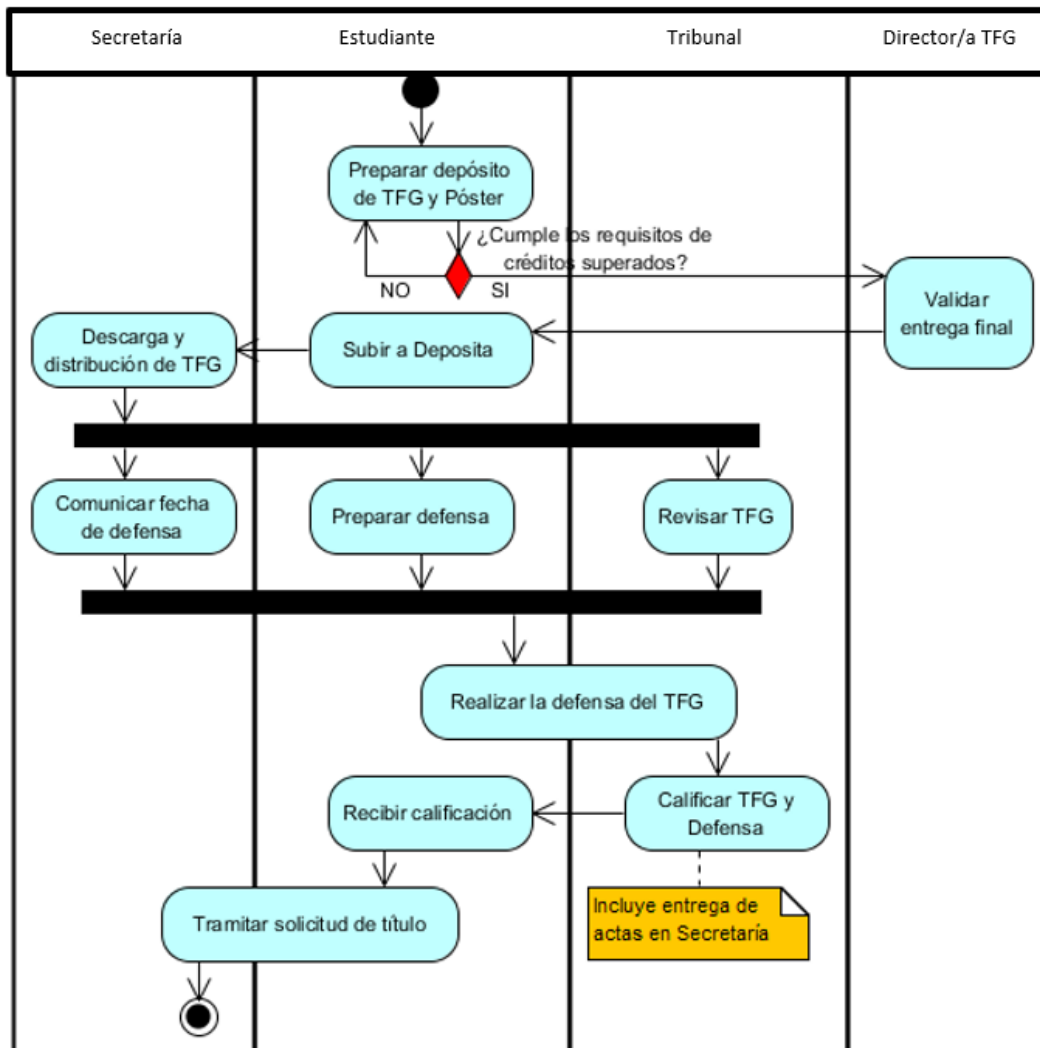 Secretaría
Estudiante
Tribunal
Director/a TFG
Preparar depósito
de TFG y Póster
¿Cumple los requisitos de
créditos superados?
NO
SI
Validar
entrega final
Descarga y
distribución de TFG
Subir a Deposita
Comunicar fecha
de defensa
Preparar defensa
Revisar TFG
Realizar la defensa del TFG
Recibir calificación
Calificar TFG y
Defensa
Tramitar solicitud de título
Incluye entrega de
actas en Secretaría